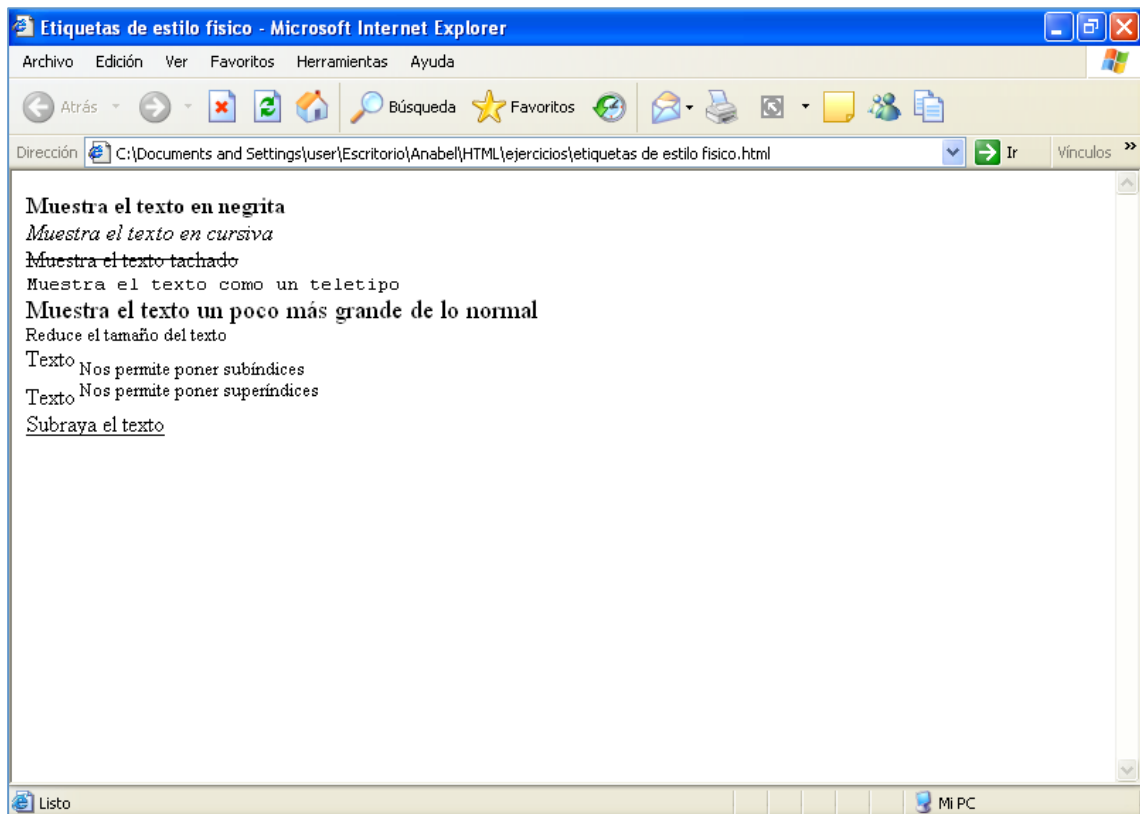 Etiquetas de estilo fisico - Microsoft Internet Explorer
Archivo Edición Ver Favoritos Herramientas Ayuda
Atrás Búsqueda Favoritos
Dirección C:\Documents and Settings\user\Escritorio\Anabel\HTML\ejercicios\etiquetas de estilo fisico.html Ir Vínculos »
Muestra el texto en negrita
Muestra el texto en cursiva
Muestra el texto tachado
Muestra el texto como un teletipo
Muestra el texto un poco más grande de lo normal
Reduce el tamaño del texto
Texto Nos permite poner subíndices
Texto Nos permite poner superíndices
Subraya el texto
Listo Mi PC